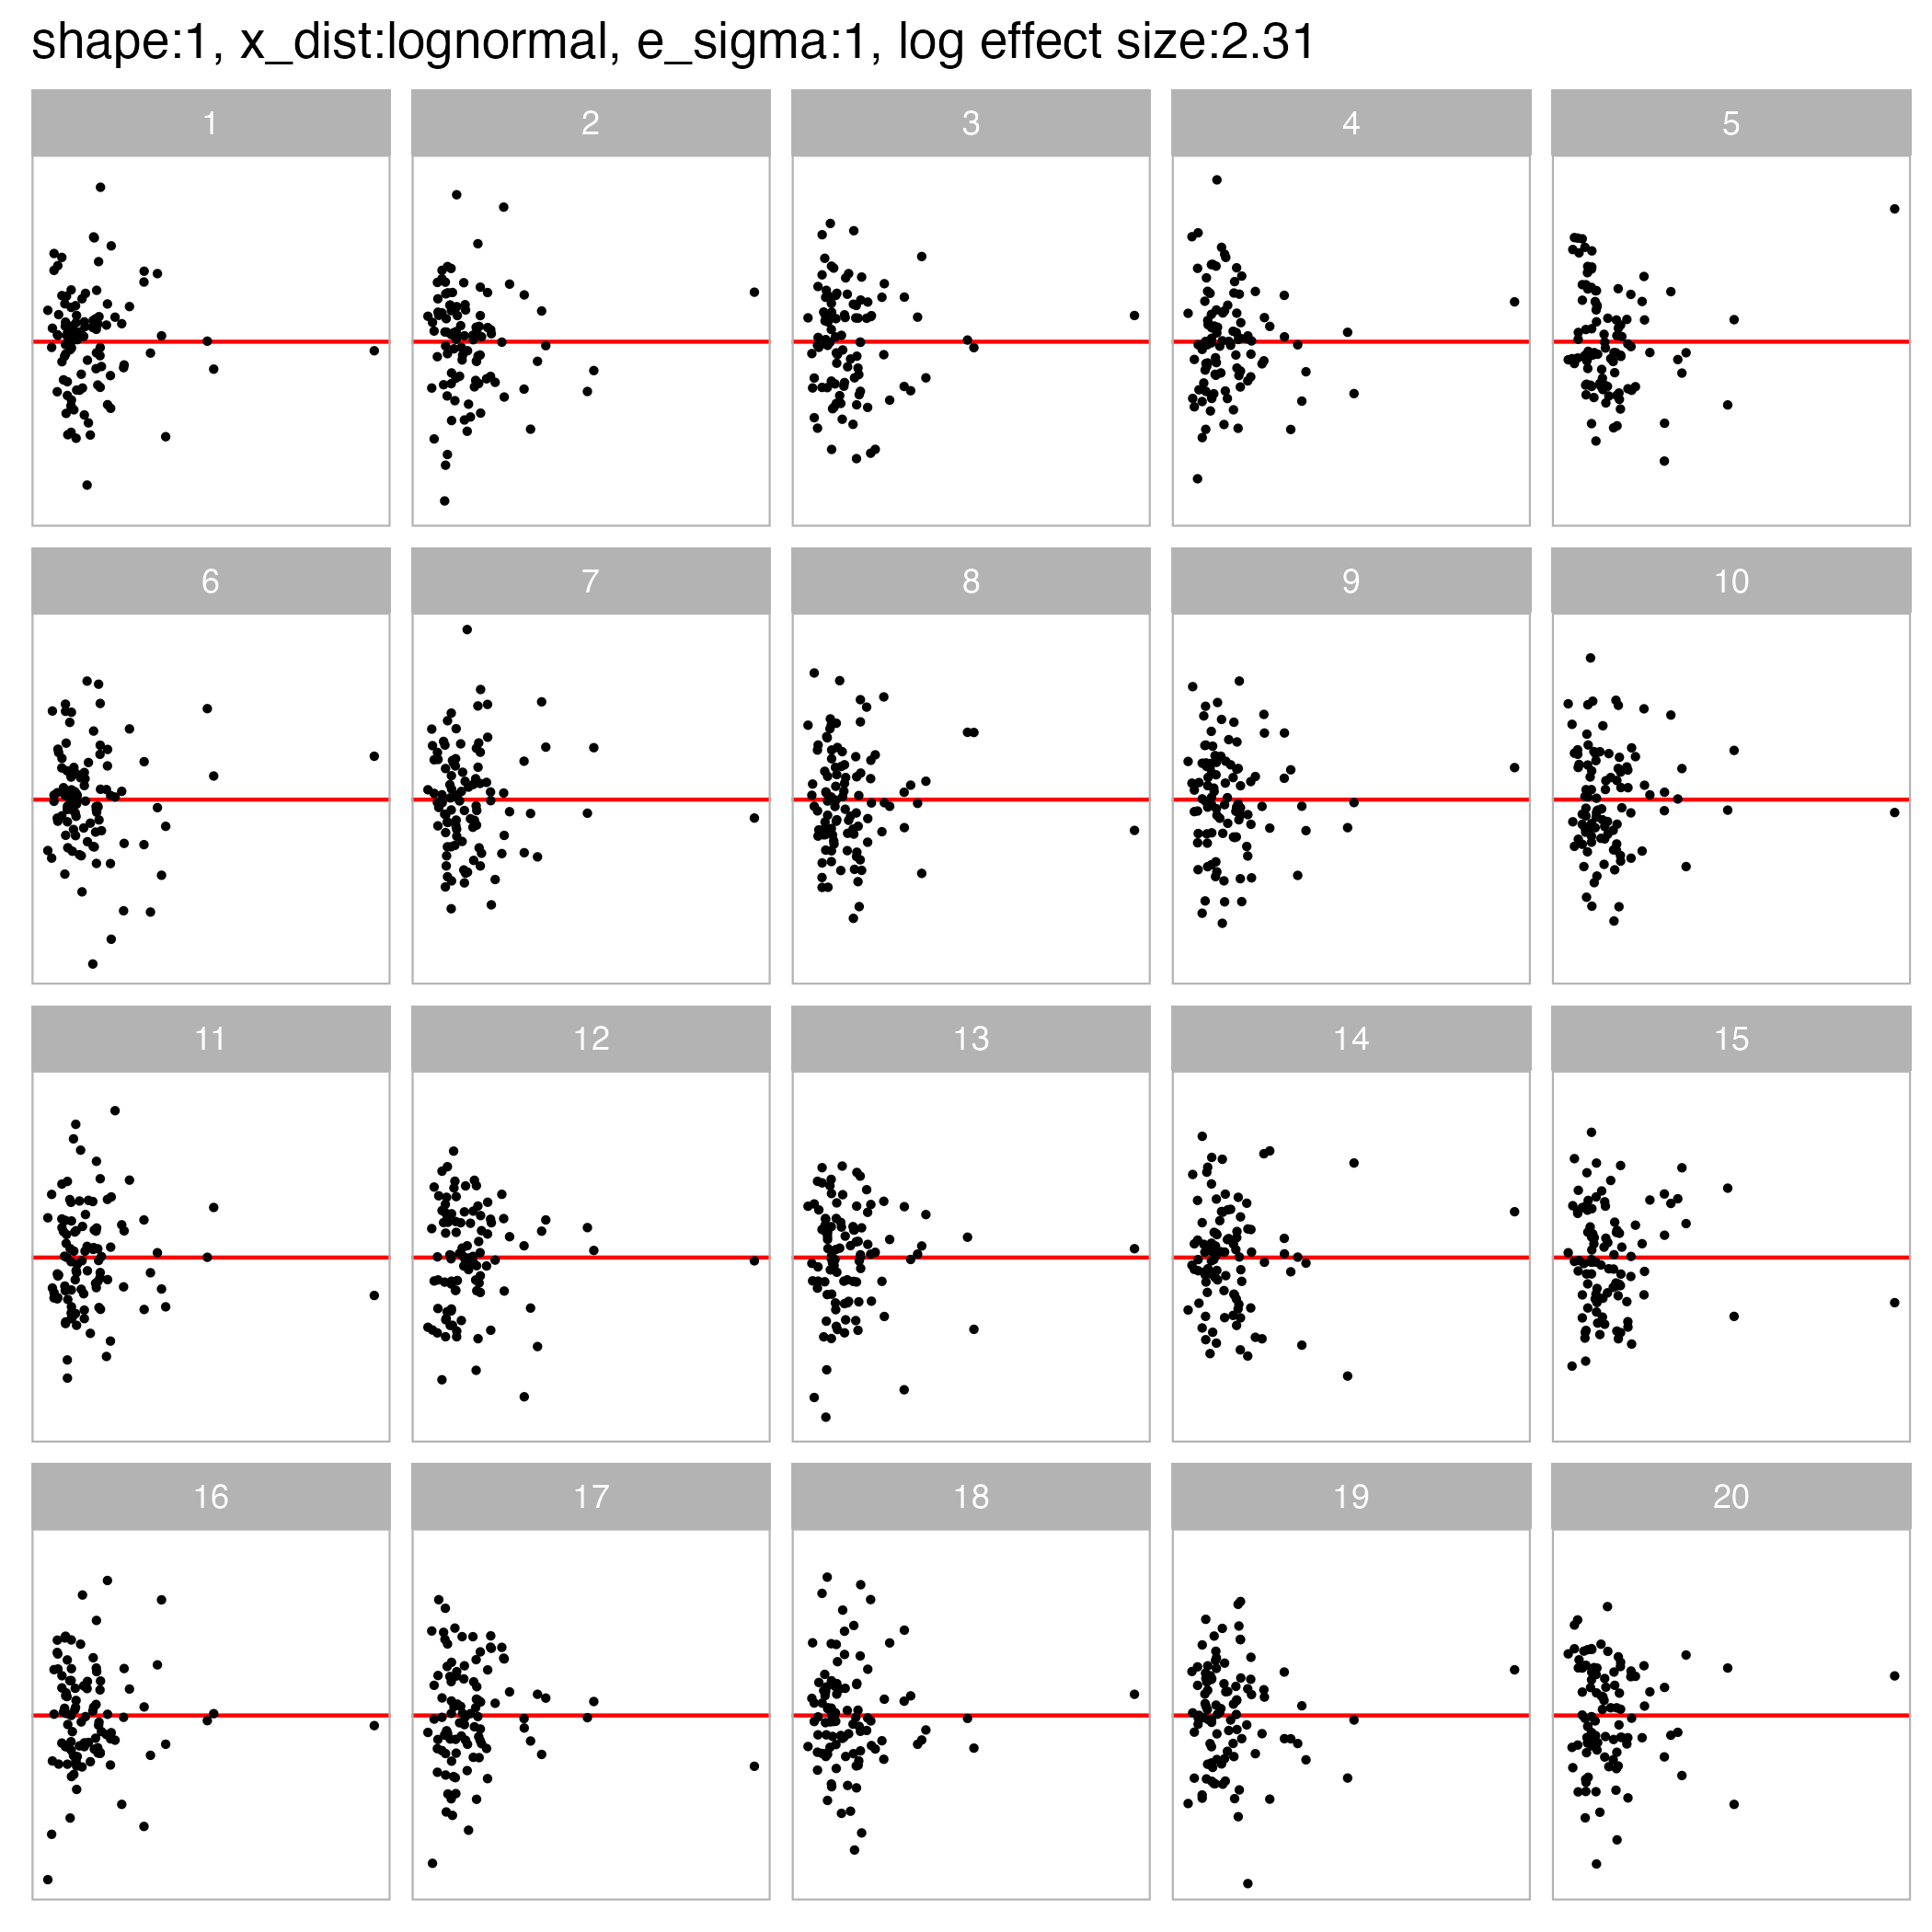 shape:1, x_dist:lognormal, e_sigma:1, log effect size:2.31
1 2 3 4 5
6 7 8 9 10
11 12 13 14 15
16 17 18 19 20